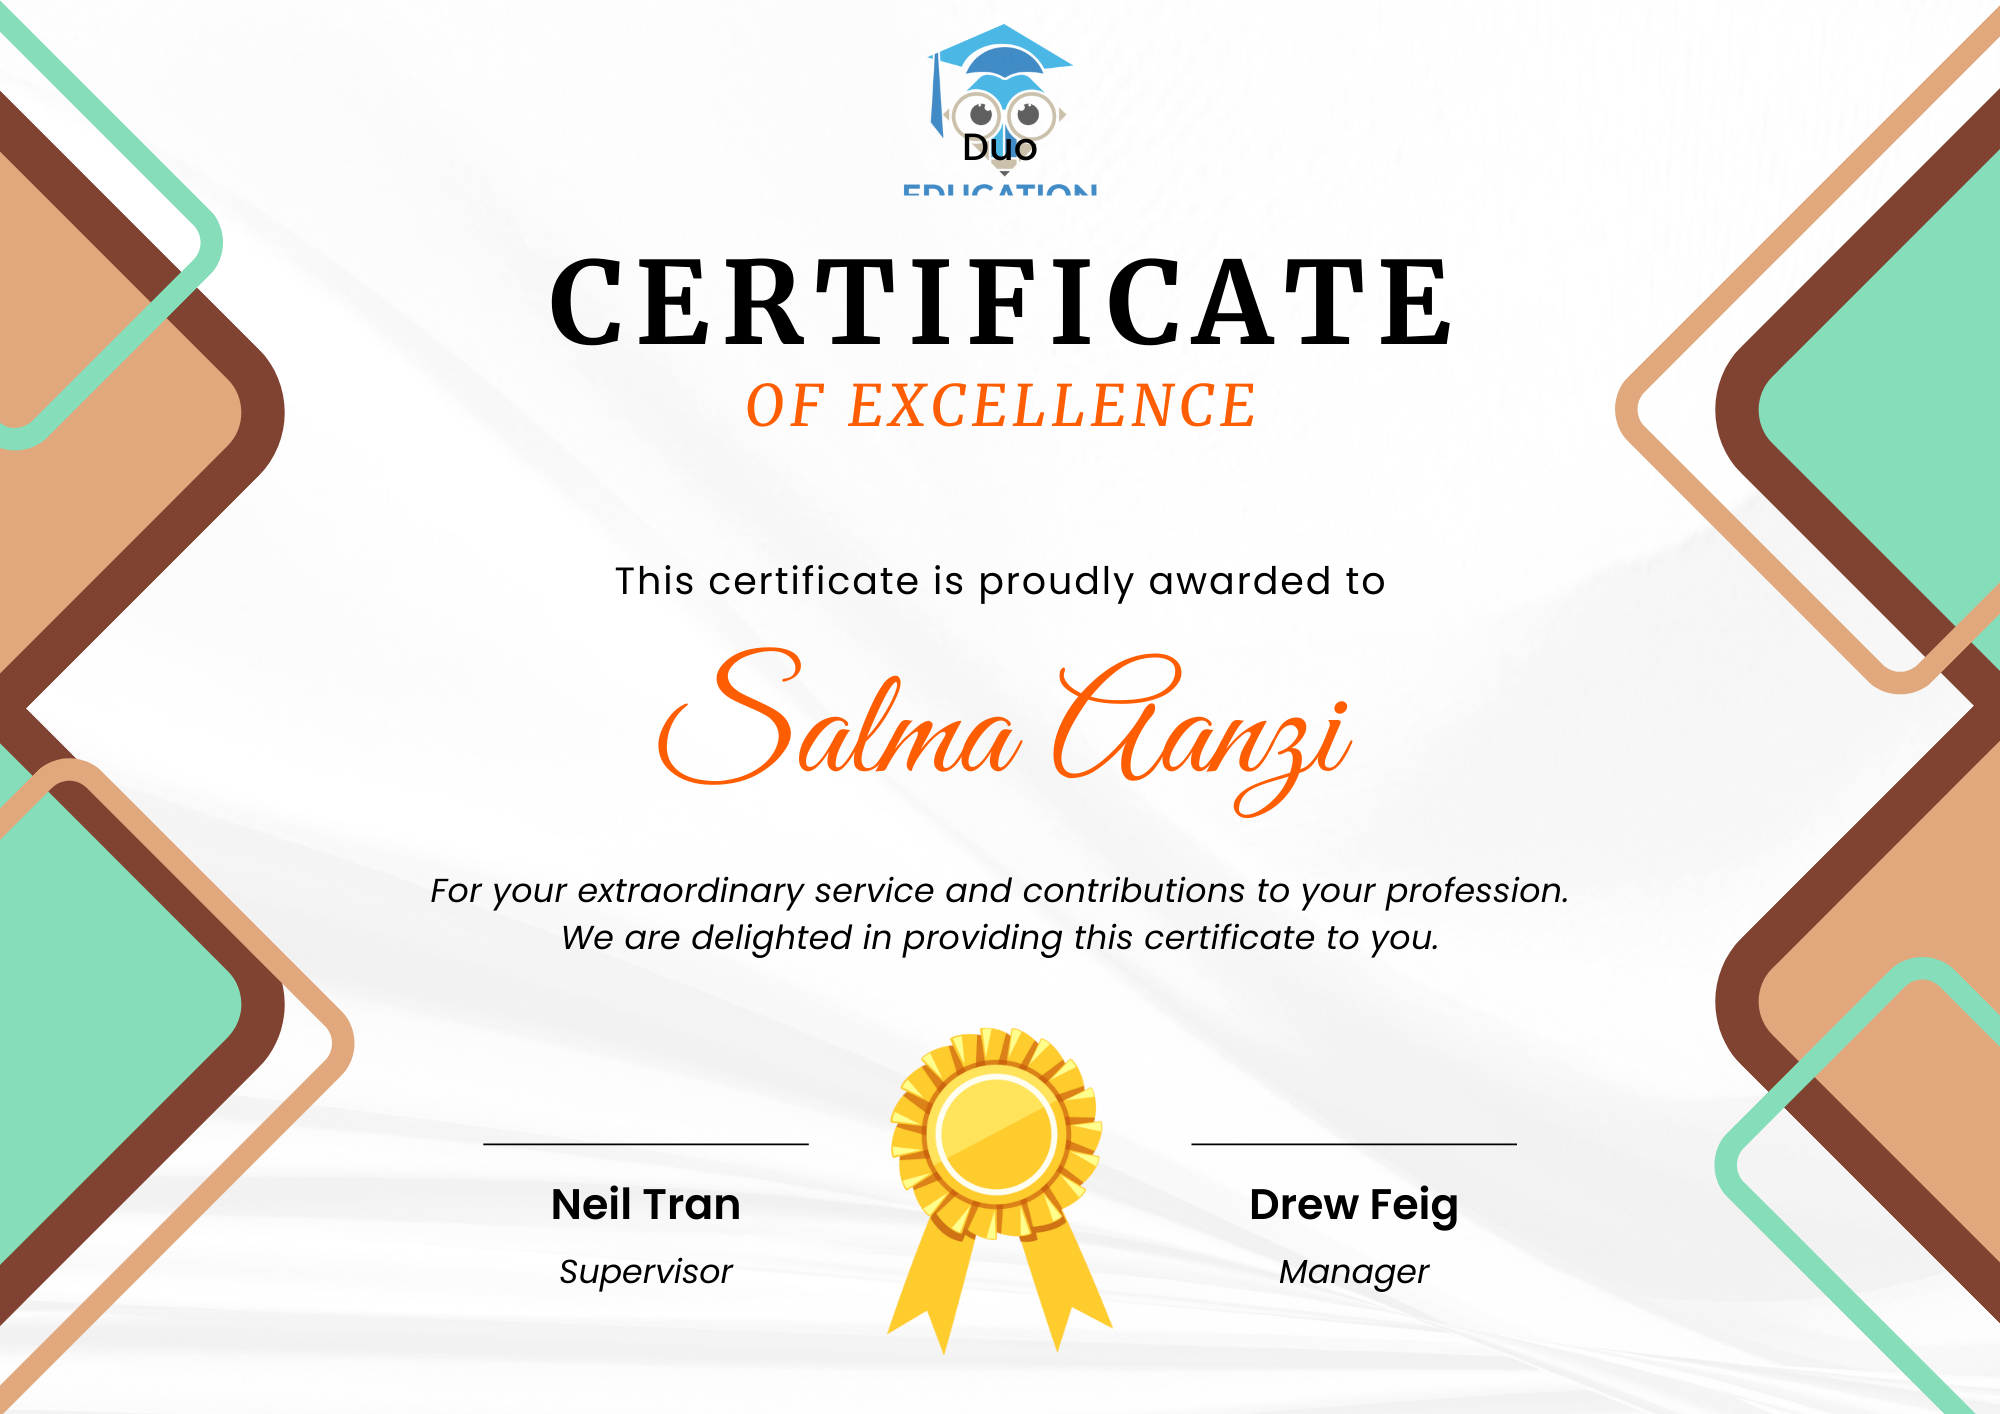 Duo
EDUCATION
CERTIFICATE
OF EXCELLENCE
This certificate is proudly awarded to
Salma Aanzi
For your extraordinary service and contributions to your profession.
We are delighted in providing this certificate to you.
Neil Tran
Drew Feig
Supervisor
Manager